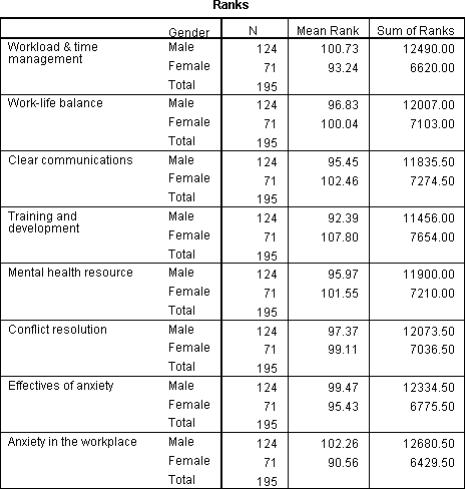 Ranks
Gender N Mean Rank Sum of Ranks
Workload & time management Male 124 100.73 12490.00
Female 71 93.24 6620.00
Total 195
Work-life balance Male 124 96.83 12007.00
Female 71 100.04 7103.00
Total 195
Clear communications Male 124 95.45 11835.50
Female 71 102.46 7274.50
Total 195
Training and development Male 124 92.39 11456.00
Female 71 107.80 7654.00
Total 195
Mental health resource Male 124 95.97 11900.00
Female 71 101.55 7210.00
Total 195
Conflict resolution Male 124 97.37 12073.50
Female 71 99.11 7036.50
Total 195
Effectives of anxiety Male 124 99.47 12334.50
Female 71 95.43 6775.50
Total 195
Anxiety in the workplace Male 124 102.26 12680.50
Female 71 90.56 6429.50
Total 195